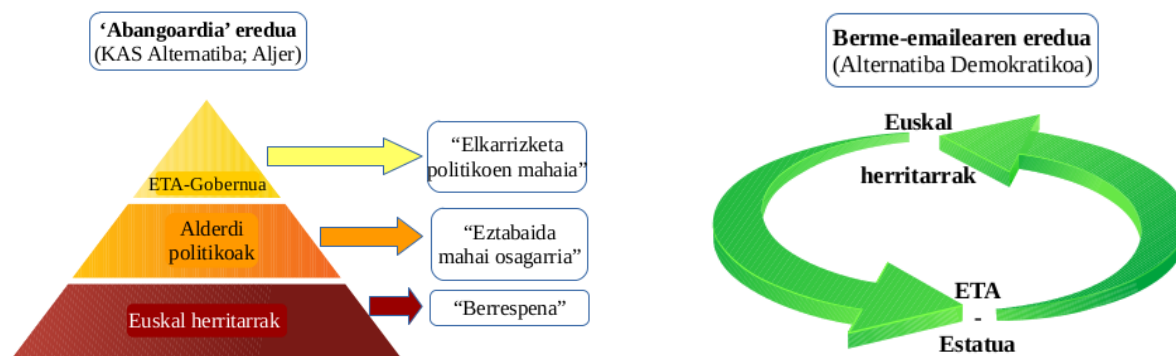 ‘Abangoardia’ eredua
(KAS Alternatiba; Aljer)
ETA-Gobernua
“Elkarrizketa
politikoen mahaia”
Alderdi
politikoak
“Eztabaida
mahai osagarria”
Euskal herritarrak
“Berrespena”
Berme-emailearen eredua
(Alternatiba Demokratikoa)
Euskal
herritarrak
ETA
-
Estatua